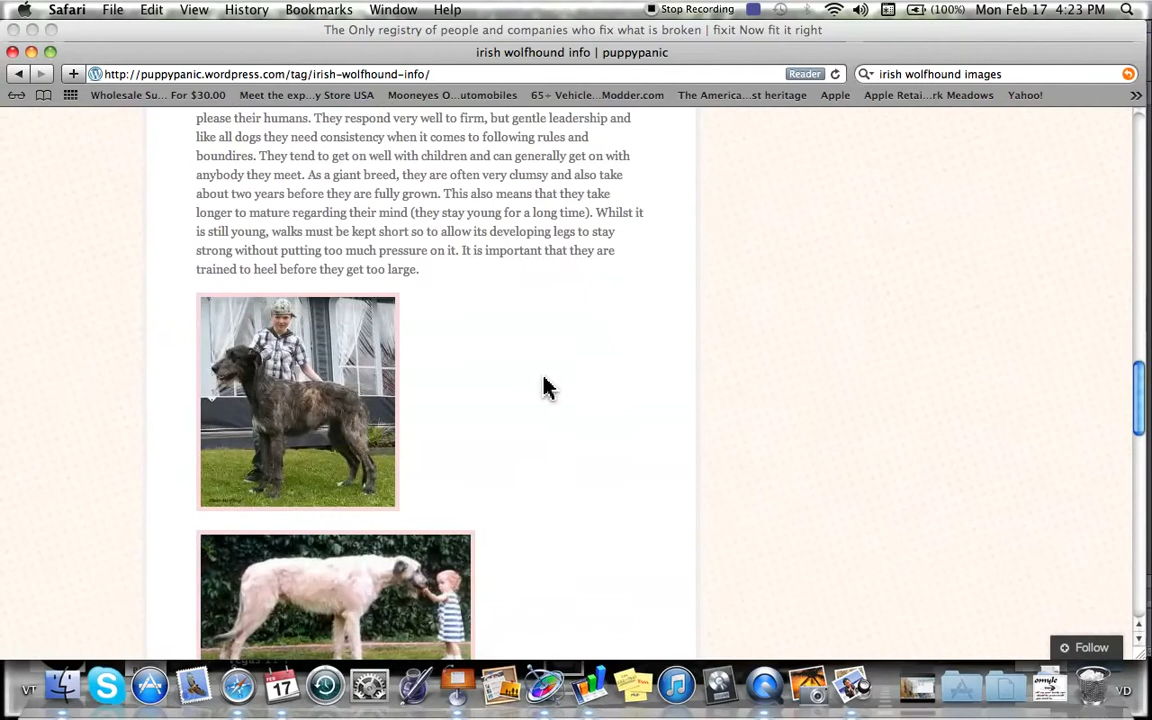 Safari File Edit View History Bookmarks Window Help Stop Recording (100%) Mon Feb 17 4:23 PM
The Only registry of people and companies who fix what is broken | fixit Now fit it right
irish wolfhound info | puppypanic
http://puppypanic.wordpress.com/tag/irish-wolfhound-info/ Reader irish wolfhound images
Wholesale Su... For $30.00 Meet the exp...y Store USA Mooneyes O...utomobiles 65+ Vehicle...Modder.com The America...st heritage Apple Apple Retai...rk Meadows Yahoo! »
please their humans. They respond very well to firm, but gentle leadership and
like all dogs they need consistency when it comes to following rules and
boundires. They tend to get on well with children and can generally get on with
anybody they meet. As a giant breed, they are often very clumsy and also take
about two years before they are fully grown. This also means that they take
longer to mature regarding their mind (they stay young for a long time). Whilst it
is still young, walks must be kept short so to allow its developing legs to stay
strong without putting too much pressure on it. It is important that they are
trained to heel before they get too large.
Follow
VT 17 VD